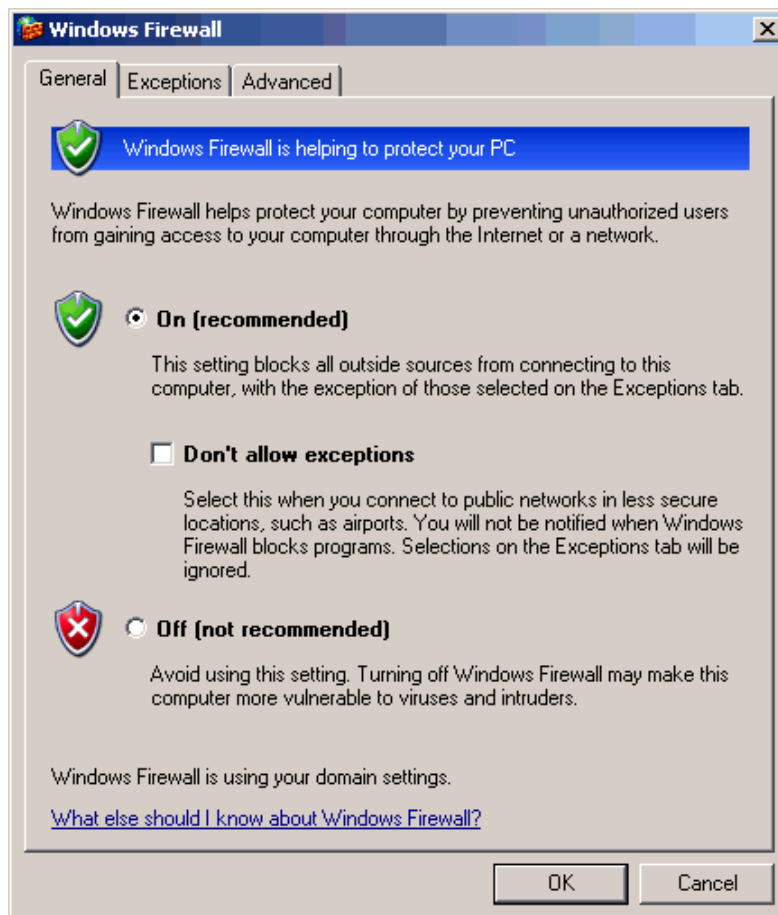 Windows Firewall
General
Exceptions
Advanced
Windows Firewall is helping to protect your PC
Windows Firewall helps protect your computer by preventing unauthorized users
from gaining access to your computer through the Internet or a network.
On (recommended)
This setting blocks all outside sources from connecting to this
computer, with the exception of those selected on the Exceptions tab.
Don't allow exceptions
Select this when you connect to public networks in less secure
locations, such as airports. You will not be notified when Windows
Firewall blocks programs. Selections on the Exceptions tab will be
ignored.
Off (not recommended)
Avoid using this setting. Turning off Windows Firewall may make this
computer more vulnerable to viruses and intruders.
Windows Firewall is using your domain settings.
What else should I know about Windows Firewall?
OK
Cancel